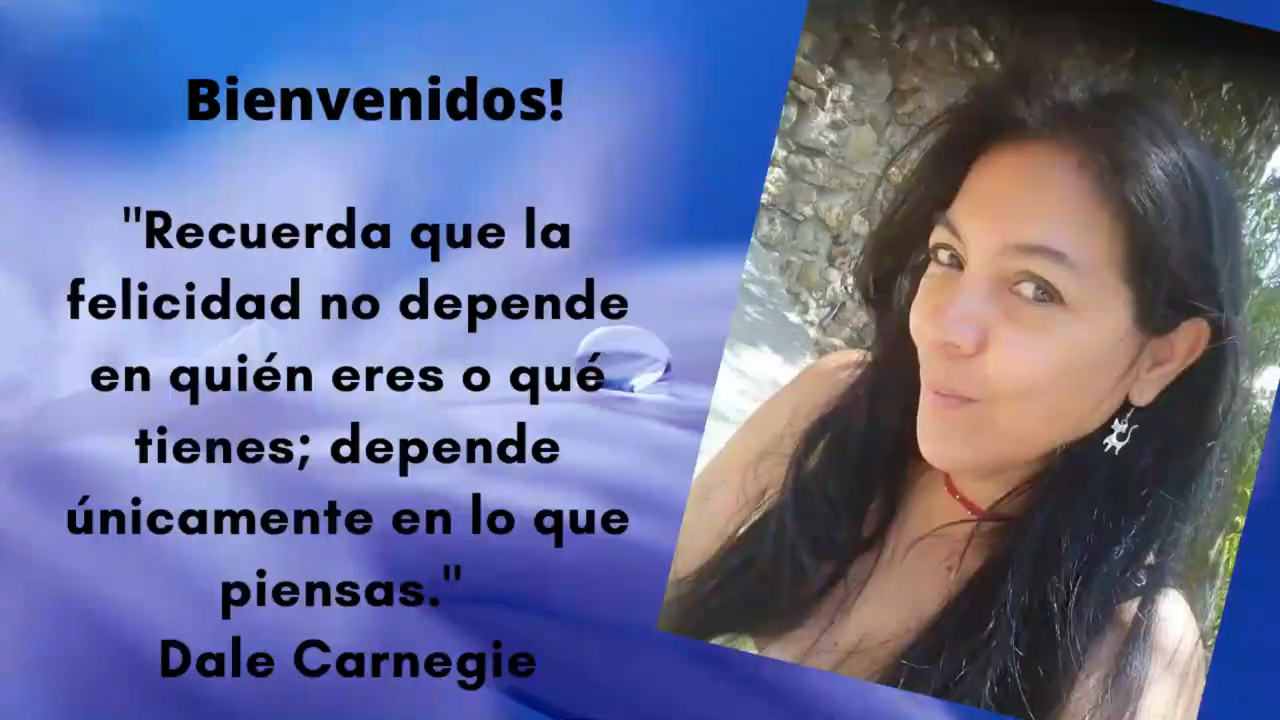 Bienvenidos!
"Recuerda que la
felicidad no depende
en quién eres o qué
tienes; depende
únicamente en lo que
piensas."
Dale Carnegie